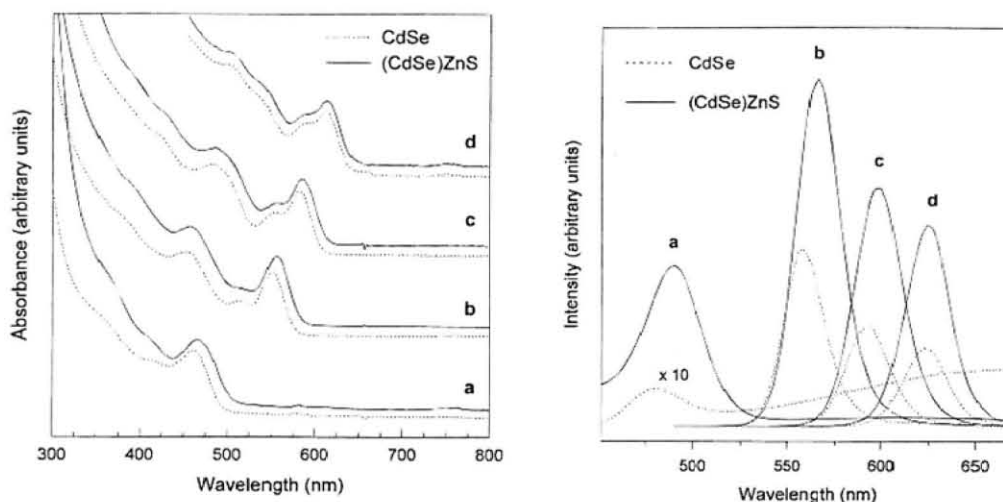 CdSe
(CdSe)ZnS
d
c
b
a
Absorbance (arbitrary units)
300 400 500 600 700 800
Wavelength (nm)
b
CdSe
(CdSe)ZnS
c
d
a
x 10
Intensity (arbitrary units)
500 550 600 650
Wavelength (nm)